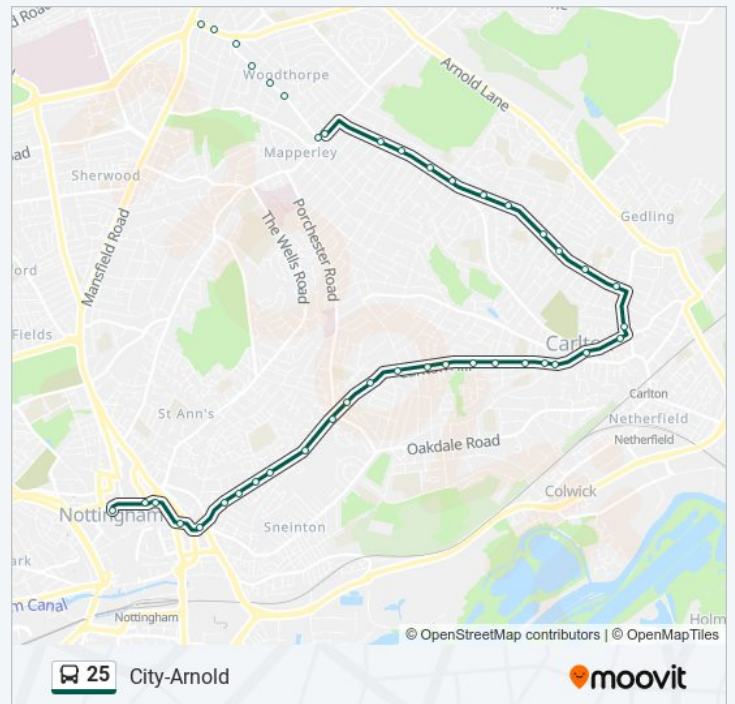 d Road
Woodthorpe
Arnold Lane
oad
Mapperley
Sherwood
Gedling
Porchester Road
The Wells Road
Mansfield Road
ford
Fields
Carlt
St Ann's
Carlton
Oakdale Road
Netherfield
Netherfield
Colwick
Nottingham
Sneinton
ark
m Canal
Nottingham
Holm
© OpenStreetMap contributors | © OpenMapTiles
25 City-Arnold
moovit